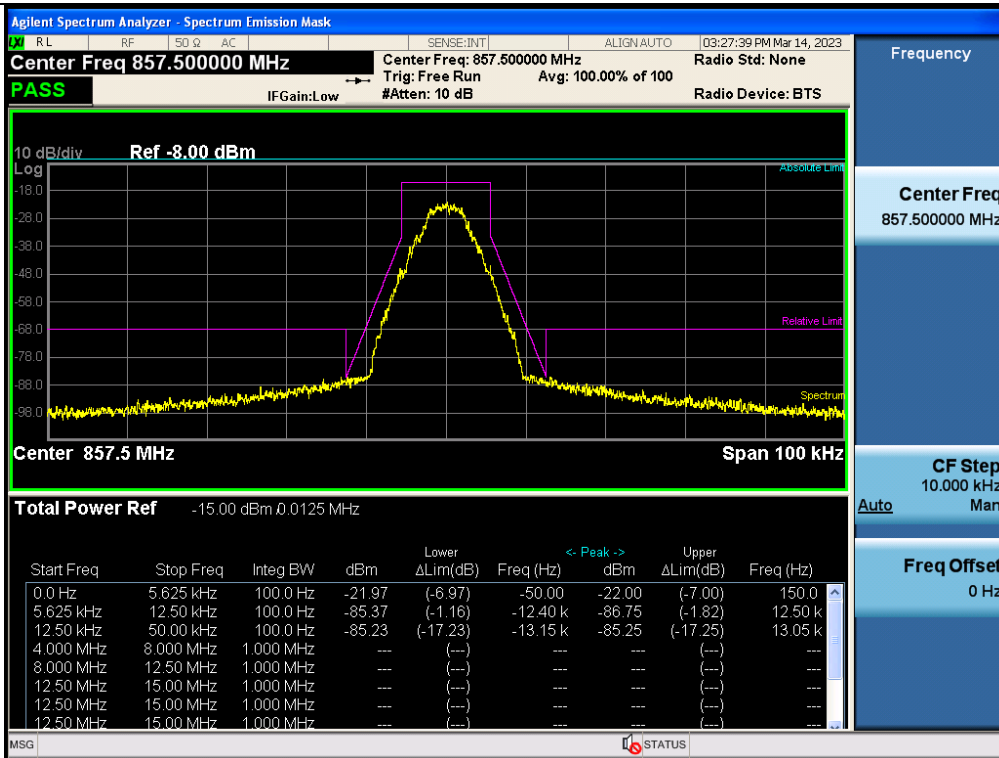 Agilent Spectrum Analyzer - Spectrum Emission Mask
LXI RL RF 50 Ω AC SENSE:INT ALIGN AUTO 03:27:39 PM Mar 14, 2023
Center Freq 857.500000 MHz Center Freq: 857.500000 MHz Radio Std: None
Trig: Free Run Avg: 100.00% of 100
PASS IFGain:Low #Atten: 10 dB Radio Device: BTS
10 dB/div Ref -8.00 dBm
Log Absolute Limit
-18.0
-28.0
-38.0
-48.0
-58.0
-68.0 Relative Limit
-78.0
-88.0
Spectrum
-98.0
Center 857.5 MHz Span 100 kHz
Total Power Ref -15.00 dBm / 0.0125 MHz
Lower <- Peak -> Upper
Start Freq Stop Freq Integ BW dBm ΔLim(dB) Freq (Hz) dBm ΔLim(dB) Freq (Hz)
0.0 Hz 5.625 kHz 100.0 Hz -21.97 (-6.97) -50.00 -22.00 (-7.00) 150.0
5.625 kHz 12.50 kHz 100.0 Hz -85.37 (-1.16) -12.40 k -86.75 (-1.82) 12.50 k
12.50 kHz 50.00 kHz 100.0 Hz -85.23 (-17.23) -13.15 k -85.25 (-17.25) 13.05 k
4.000 MHz 8.000 MHz 1.000 MHz --- (---) --- --- (---) ---
8.000 MHz 12.50 MHz 1.000 MHz --- (---) --- --- (---) ---
12.50 MHz 15.00 MHz 1.000 MHz --- (---) --- --- (---) ---
12.50 MHz 15.00 MHz 1.000 MHz --- (---) --- --- (---) ---
12.50 MHz 15.00 MHz 1.000 MHz --- (---) --- --- (---) ---
MSG STATUS
Frequency
Center Freq
857.500000 MHz
CF Step
10.000 kHz
Auto Man
Freq Offset
0 Hz